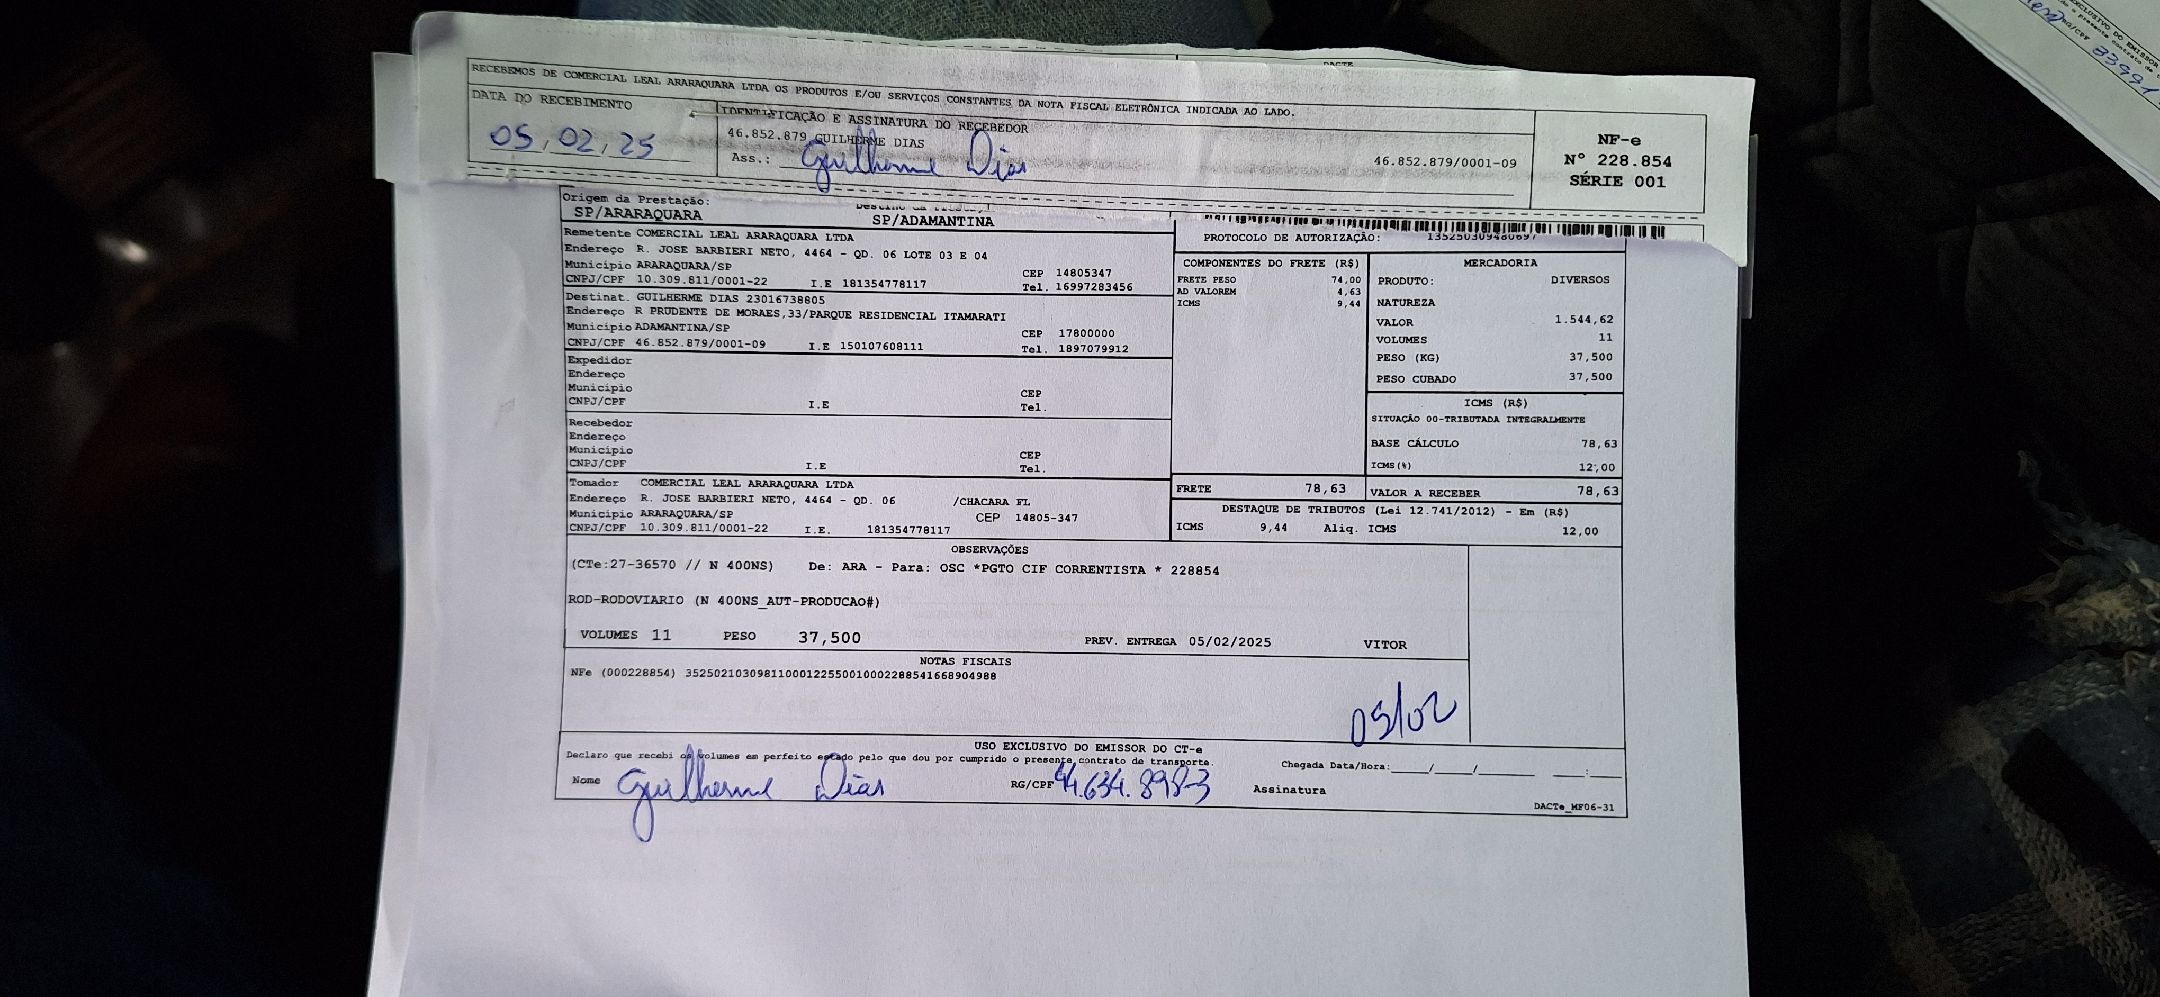 DACTE
RECEBEMOS DE COMERCIAL LEAL ARARAQUARA LTDA OS PRODUTOS E/OU SERVIÇOS CONSTANTES DA NOTA FISCAL ELETRÔNICA INDICADA AO LADO.
DATA DO RECEBIMENTO
05,02,25
IDENTIFICAÇÃO E ASSINATURA DO RECEBEDOR
46.852.879 GUILHERME DIAS
Ass.: Guilherme Dias
46.852.879/0001-09
NF-e
N° 228.854
SÉRIE 001
Origem da Prestação:
SP/ARARAQUARA
SP/ADAMANTINA
Remetente COMERCIAL LEAL ARARAQUARA LTDA
Endereço R. JOSE BARBIERI NETO, 4464 - QD. 06 LOTE 03 E 04
Município ARARAQUARA/SP CEP 14805347
CNPJ/CPF 10.309.811/0001-22 I.E 181354778117 Tel. 16997283456
Destinat. GUILHERME DIAS 23016738805
Endereço R PRUDENTE DE MORAES,33/PARQUE RESIDENCIAL ITAMARATI
Município ADAMANTINA/SP CEP 17800000
CNPJ/CPF 46.852.879/0001-09 I.E 150107608111 Tel. 1897079912
Expedidor
Endereço
Município CEP
CNPJ/CPF I.E Tel.
Recebedor
Endereço
Município CEP
CNPJ/CPF I.E Tel.
Tomador COMERCIAL LEAL ARARAQUARA LTDA
Endereço R. JOSE BARBIERI NETO, 4464 - QD. 06 /CHACARA FL
Município ARARAQUARA/SP CEP 14805-347
CNPJ/CPF 10.309.811/0001-22 I.E. 181354778117
PROTOCOLO DE AUTORIZAÇÃO: 135250309480697
COMPONENTES DO FRETE (R$)
FRETE PESO 74,00
AD VALOREM 4,63
ICMS 9,44
MERCADORIA
PRODUTO: DIVERSOS
NATUREZA
VALOR 1.544,62
VOLUMES 11
PESO (KG) 37,500
PESO CUBADO 37,500
ICMS (R$)
SITUAÇÃO 00-TRIBUTADA INTEGRALMENTE
BASE CÁLCULO 78,63
ICMS(%) 12,00
FRETE 78,63
VALOR A RECEBER 78,63
DESTAQUE DE TRIBUTOS (Lei 12.741/2012) - Em (R$)
ICMS 9,44 Aliq. ICMS 12,00
OBSERVAÇÕES
(CTe:27-36570 // N 400NS) De: ARA - Para: OSC *PGTO CIF CORRENTISTA * 228854
ROD-RODOVIARIO (N 400NS_AUT-PRODUCAO#)
VOLUMES 11 PESO 37,500 PREV. ENTREGA 05/02/2025 VITOR
NOTAS FISCAIS
NFe (000228854) 35250210309811000122550010002288541668904988
05/02
USO EXCLUSIVO DO EMISSOR DO CT-e
Declaro que recebi os volumes em perfeito estado pelo que dou por cumprido o presente contrato de transporte.
Chegada Data/Hora:____/____/____ __:__
Nome Guilherme Dias RG/CPF 44.634.898-3 Assinatura
DACTe_MF06-31